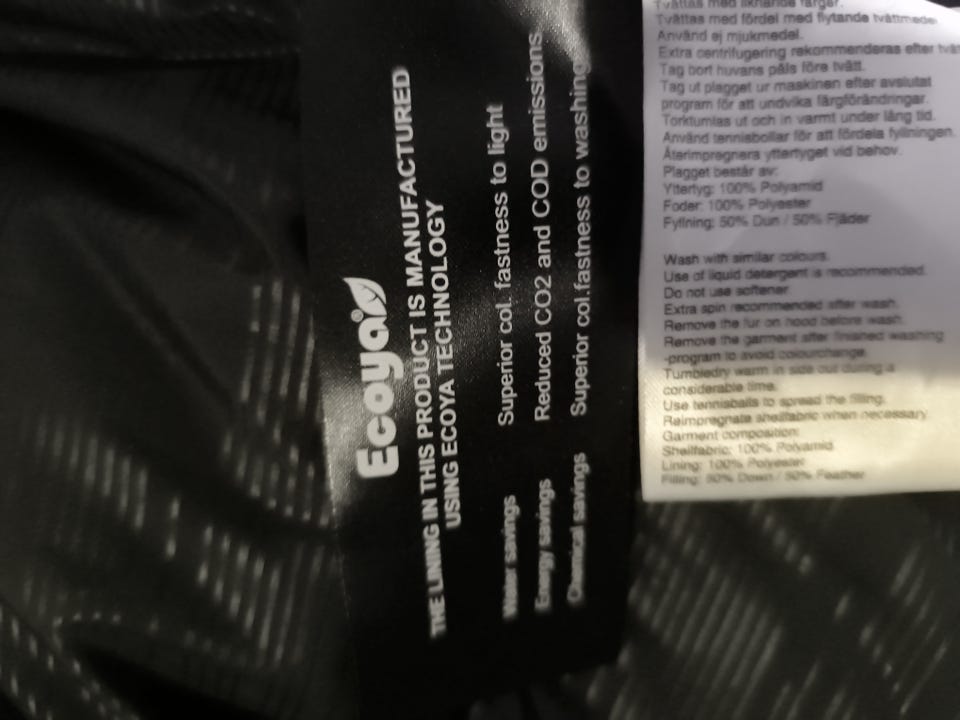 Ecoya®
THE LINING IN THIS PRODUCT IS MANUFACTURED
USING ECOYA TECHNOLOGY
Water savings Superior col. fastness to light
Energy savings Reduced CO2 and COD emissions
Chemical savings Superior col.fastness to washing
Tvättas med liknande färger.
Tvättas med fördel med flytande tvättmedel
Använd ej mjukmedel.
Extra centrifugering rekommenderas efter tvätt
Tag bort huvans päls före tvätt.
Tag ut plagget ur maskinen efter avslutat
program för att undvika färgförändringar.
Torktumlas ut och in varmt under lång tid.
Använd tennisbollar för att fördela fyllningen.
Återimpregnera yttertyget vid behov.
Plagget består av:
Yttertyg: 100% Polyamid
Foder: 100% Polyester
Fyllning: 50% Dun / 50% Fjäder
Wash with similar colours.
Use of liquid detergent is recommended.
Do not use softener.
Extra spin recommended after wash.
Remove the fur on hood before wash.
Remove the garment after finished washing
-program to avoid colourchange.
Tumbledry warm in side out during a
considerable time.
Use tennisballs to spread the filling.
Reimpregnate shellfabric when necessary
Garment composition:
Shellfabric: 100% Polyamid
Lining: 100% Polyester
Filling: 50% Down / 50% Feather